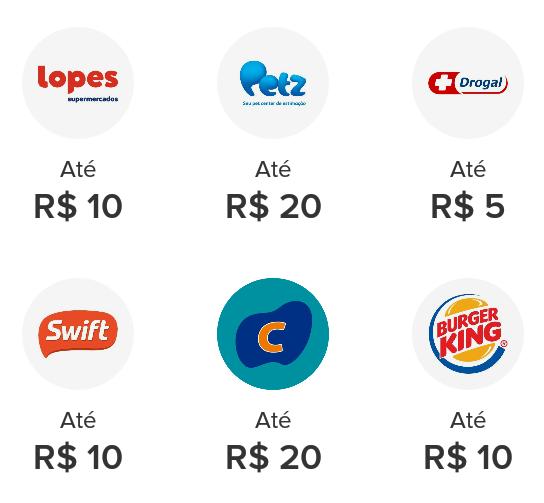 lopes
supermercados
Petz
Seu pet center de estimação
Drogal
Até
Até
Até
R$ 10
R$ 20
R$ 5
Swift
C
BURGER
KING®
Até
Até
Até
R$ 10
R$ 20
R$ 10